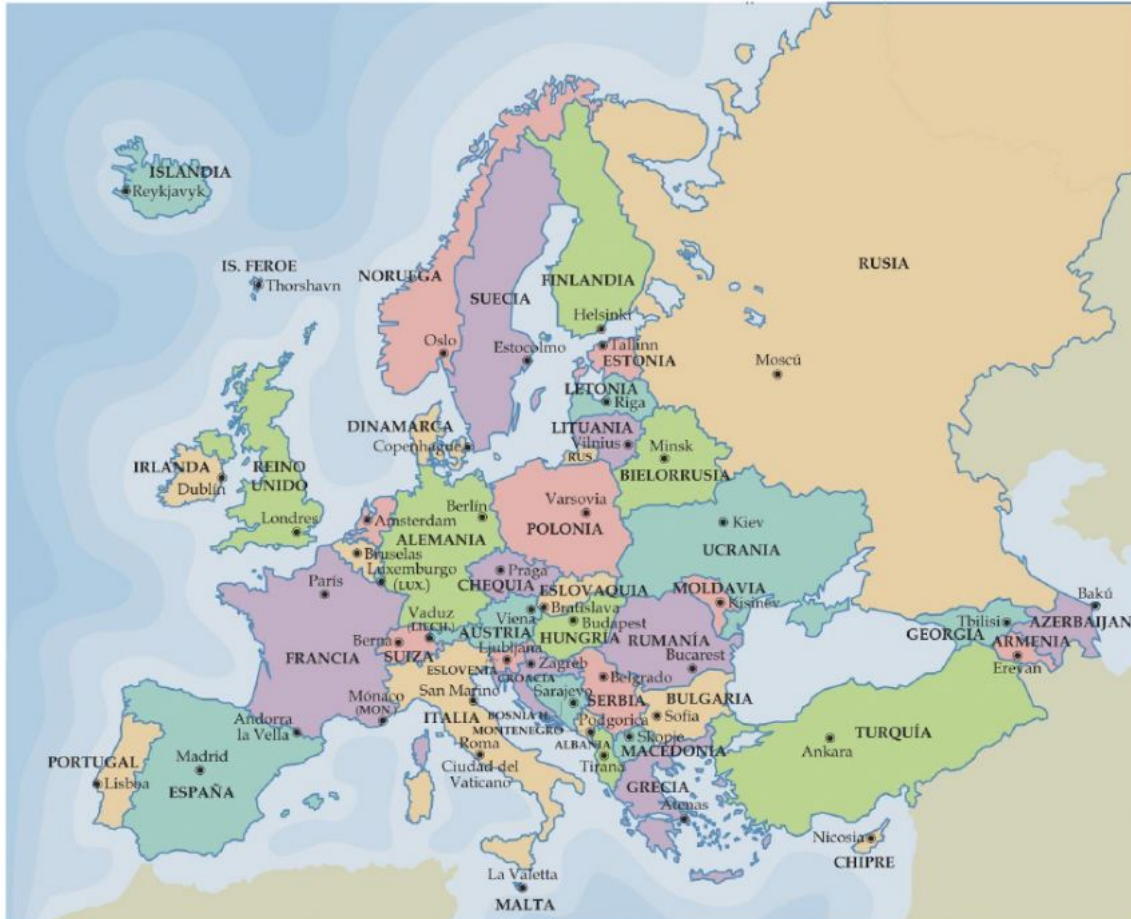 ISLANDIA
Reykjavyk
IS. FEROE
Thorshavn
NORUEGA
SUECIA
FINLANDIA
RUSIA
Helsinki
Oslo
Estocolmo
Tallinn
ESTONIA
Moscú
LETONIA
Riga
DINAMARCA
Copenhague
LITUANIA
Vilnius
Minsk
RUS
BIELORRUSIA
IRLANDA
Dublín
REINO
UNIDO
Londres
Berlín
Amsterdam
ALEMANIA
Varsovia
POLONIA
Kiev
UCRANIA
Bruselas
Luxemburgo
(LUX.)
Praga
CHEQUIA
ESLOVAQUIA
Bratislava
MOLDAVIA
Kisinev
París
Vaduz
(LIECH.)
Viena
AUSTRIA
Budapest
HUNGRÍA
RUMANÍA
Bucarest
Bakú
Tbilisi
GEORGIA
AZERBAIJAN
ARMENIA
Erevan
FRANCIA
Berna
SUIZA
Ljubljana
ESLOVENIA
Zagreb
CROACIA
Belgrado
SERBIA
Mónaco
(MON.)
San Marino
ITALIA
Sarajevo
BOSNIA H.
MONTENEGRO
Podgorica
BULGARIA
Sofia
Andorra
la Vella
Roma
Ciudad del
Vaticano
ALBANIA
Tirana
Skopje
MACEDONIA
TURQUÍA
Ankara
PORTUGAL
Lisboa
Madrid
ESPAÑA
GRECIA
Atenas
Nicosia
CHIPRE
La Valetta
MALTA